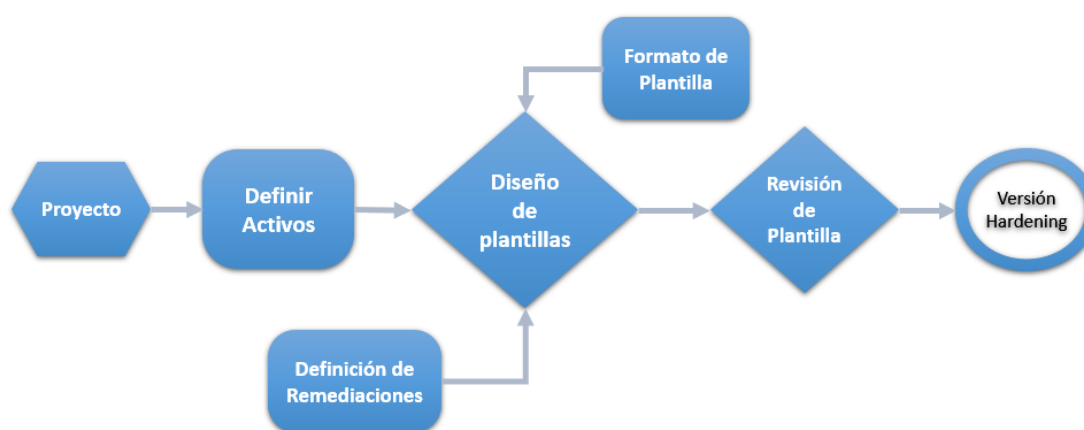 Formato de
Plantilla
Proyecto
Definir
Activos
Diseño
de
plantillas
Revisión
de
Plantilla
Versión
Hardening
Definición de
Remediaciones